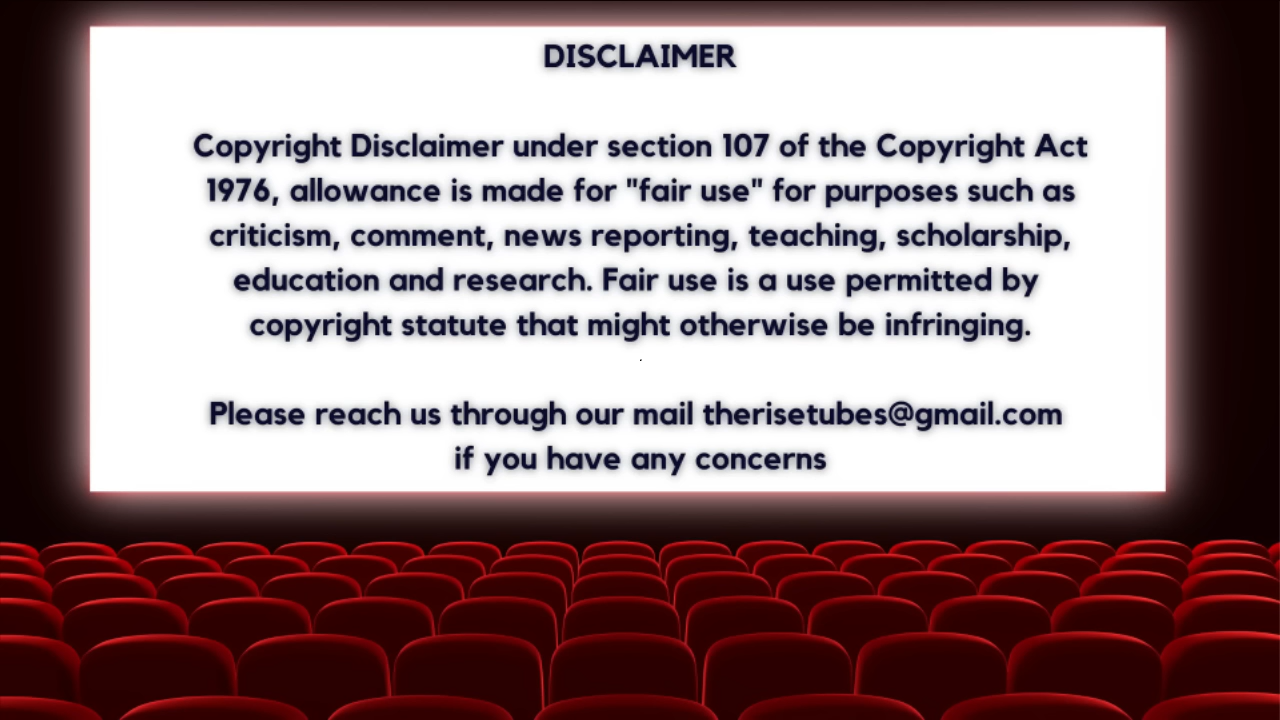 DISCLAIMER
Copyright Disclaimer under section 107 of the Copyright Act
1976, allowance is made for "fair use" for purposes such as
criticism, comment, news reporting, teaching, scholarship,
education and research. Fair use is a use permitted by
copyright statute that might otherwise be infringing.
.
Please reach us through our mail therisetubes@gmail.com
if you have any concerns